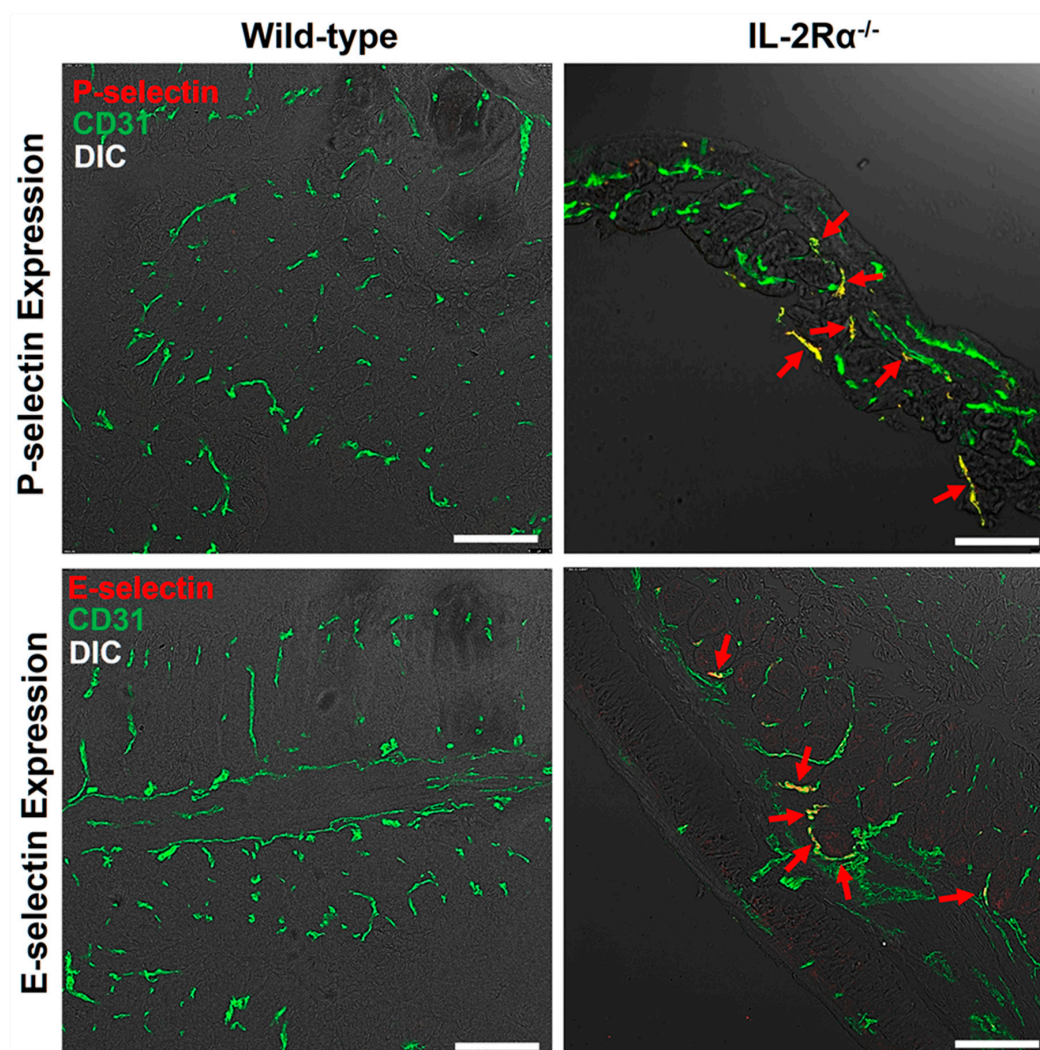 Wild-type
IL-2Rα-/-
P-selectin Expression
P-selectin
CD31
DIC
E-selectin Expression
E-selectin
CD31
DIC